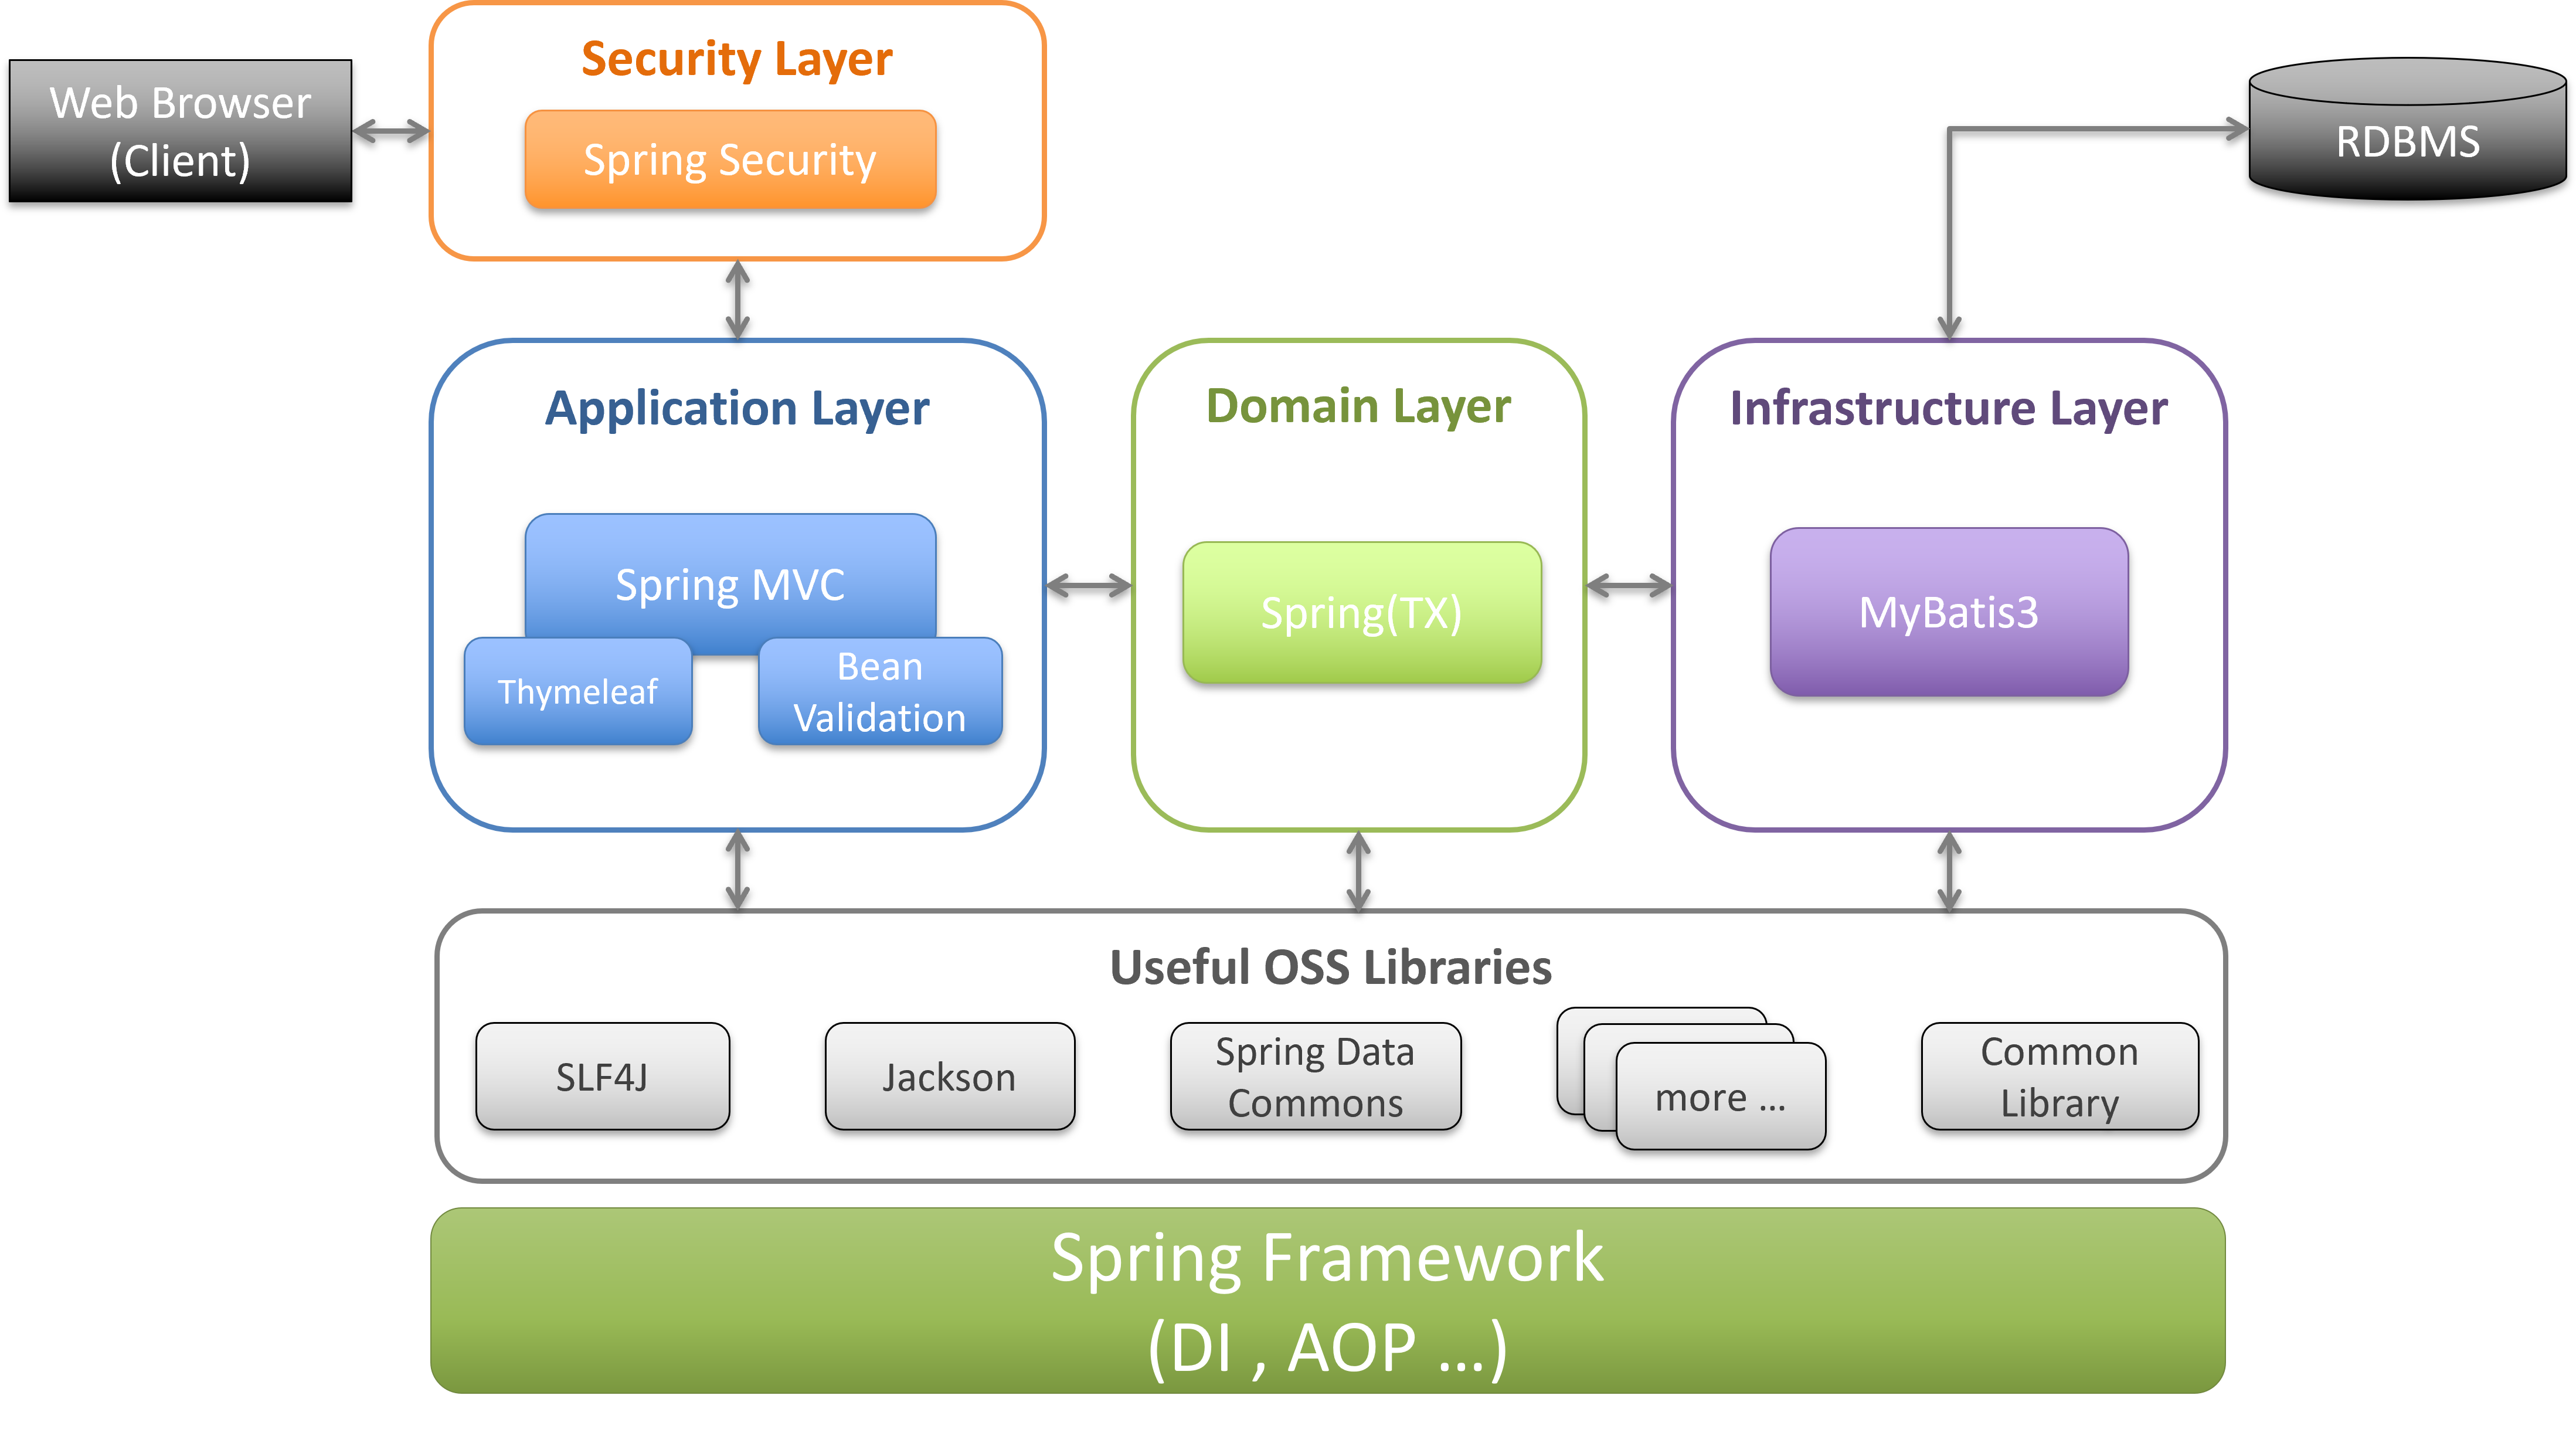 Web Browser
(Client)
Security Layer
Spring Security
RDBMS
Application Layer
Spring MVC
Thymeleaf
Bean
Validation
Domain Layer
Spring(TX)
Infrastructure Layer
MyBatis3
Useful OSS Libraries
SLF4J
Jackson
Spring Data
Commons
more ...
Common
Library
Spring Framework
(DI , AOP ...)